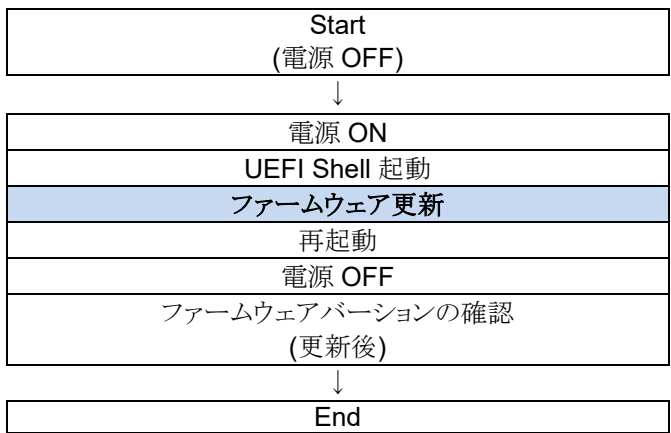 Start
(電源 OFF)
↓
電源 ON
UEFI Shell 起動
ファームウェア更新
再起動
電源 OFF
ファームウェアバージョンの確認
(更新後)
↓
End